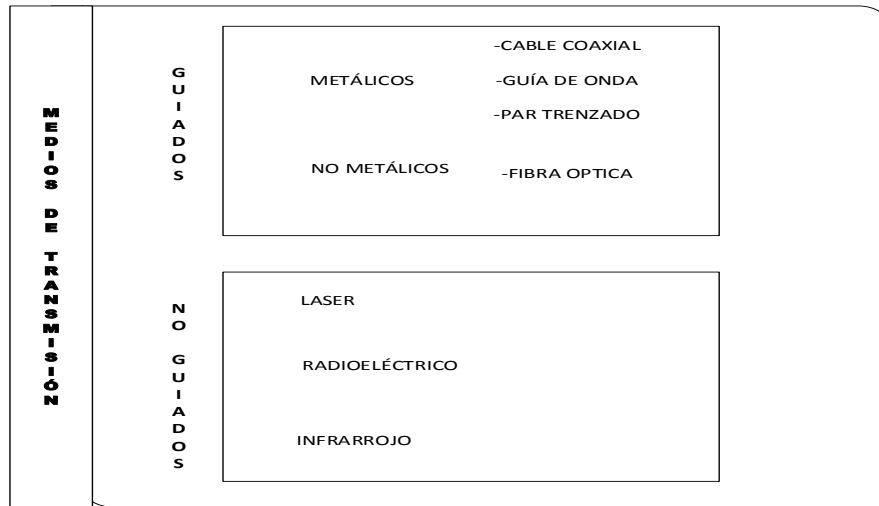 MEDIOS DE TRANSMISIÓN
GUIADOS
METÁLICOS
-CABLE COAXIAL
-GUÍA DE ONDA
-PAR TRENZADO
NO METÁLICOS
-FIBRA OPTICA
NO GUIADOS
LASER
RADIOELÉCTRICO
INFRARROJO